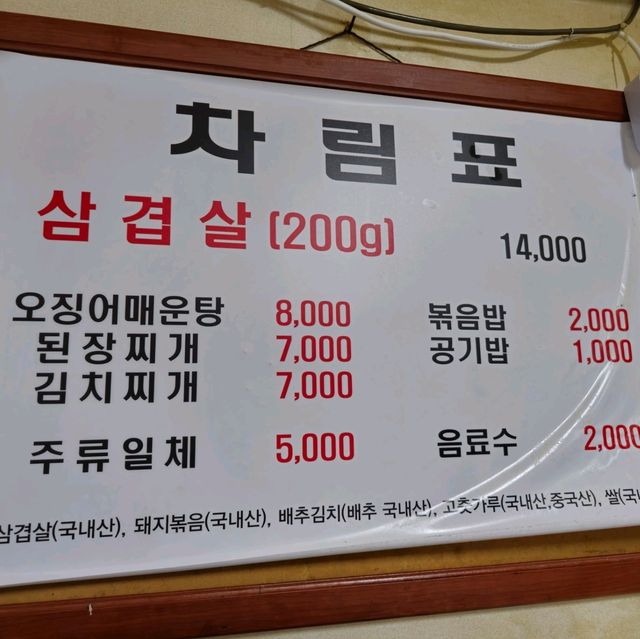 차림표
삼겹살(200g) 14,000
오징어매운탕 8,000 볶음밥 2,000
된장찌개 7,000 공기밥 1,000
김치찌개 7,000
주류일체 5,000 음료수 2,000
삼겹살(국내산), 돼지볶음(국내산), 배추김치(배추 국내산), 고춧가루(국내산,중국산), 쌀(국